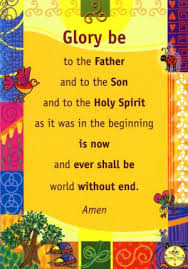 Glory be
to the Father
and to the Son
and to the Holy Spirit
as it was in the beginning
is now
and ever shall be
world without end.
Amen